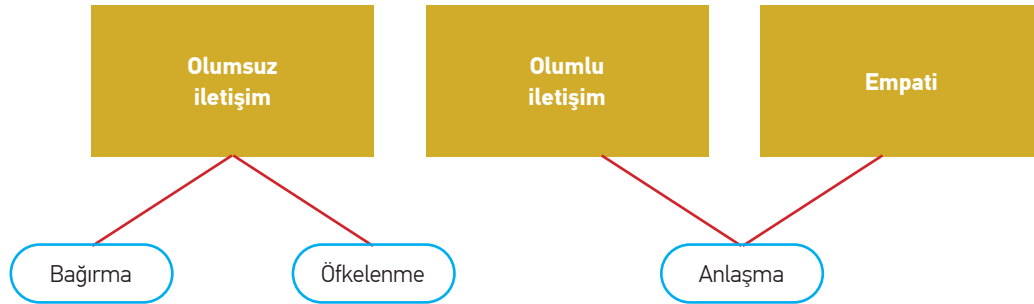 Olumsuz
iletişim
Olumlu
iletişim
Empati
Bağırma
Öfkelenme
Anlaşma